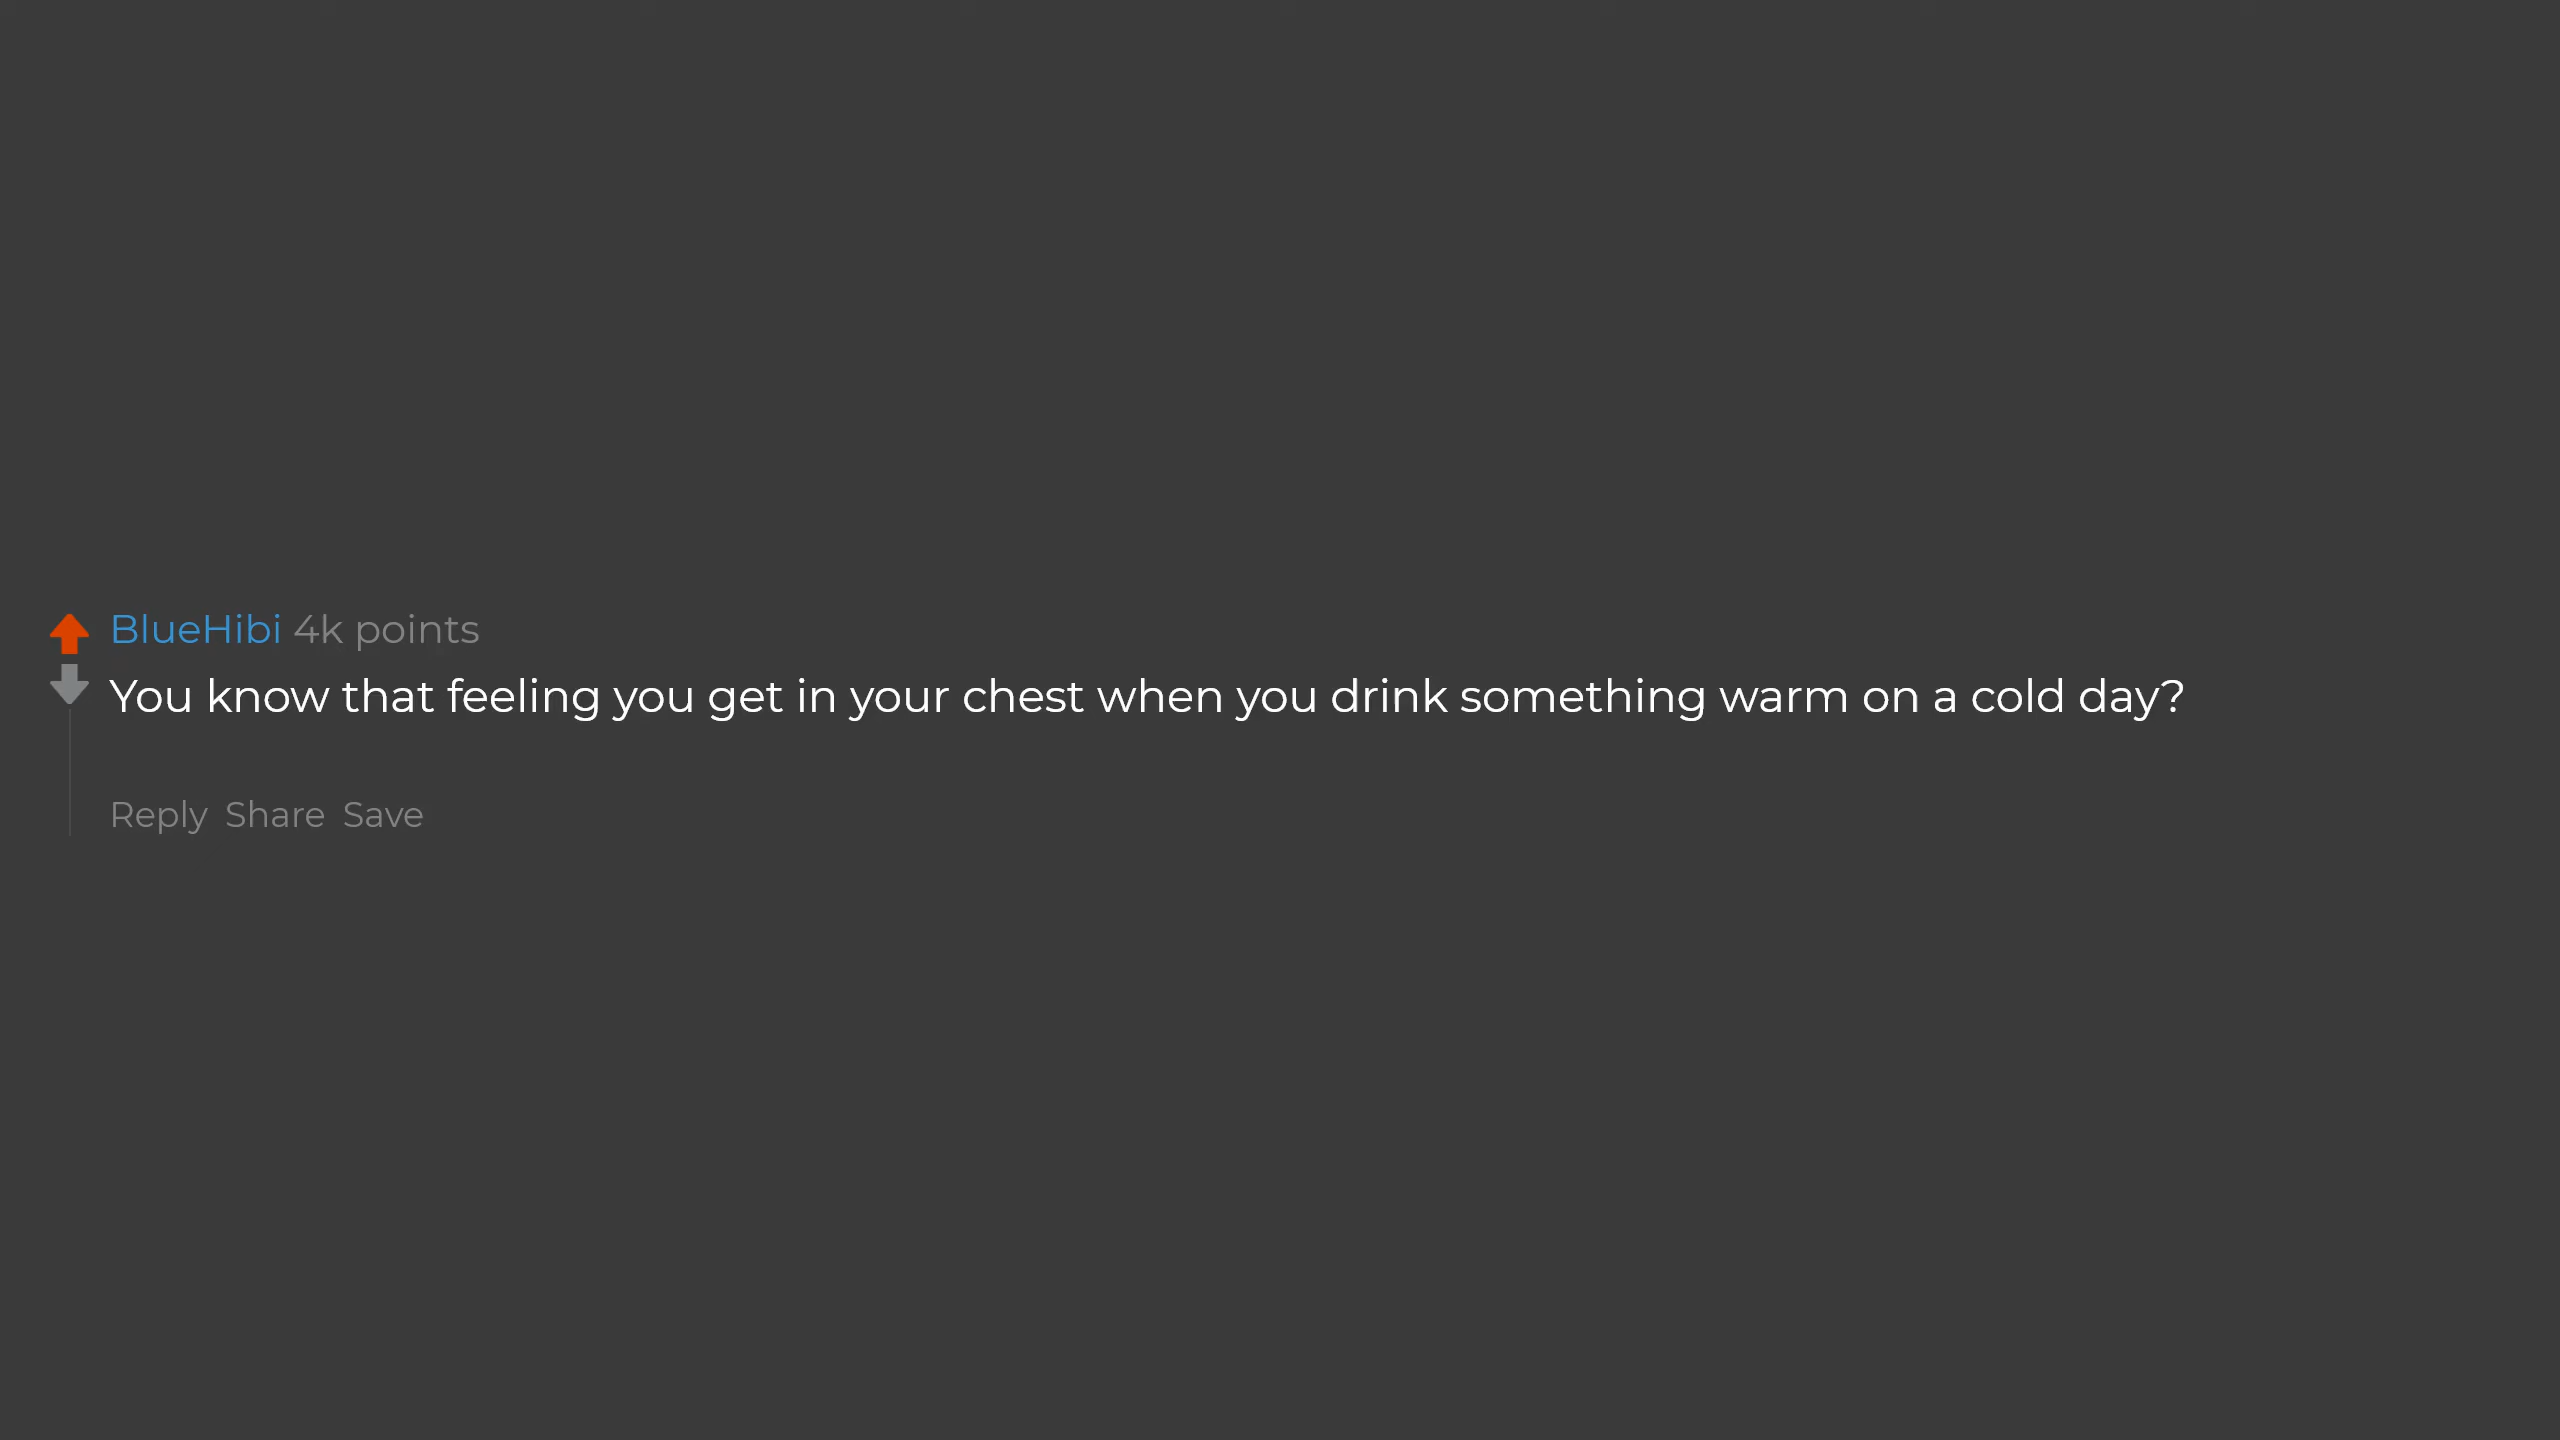 BlueHibi 4k points
You know that feeling you get in your chest when you drink something warm on a cold day?
Reply Share Save